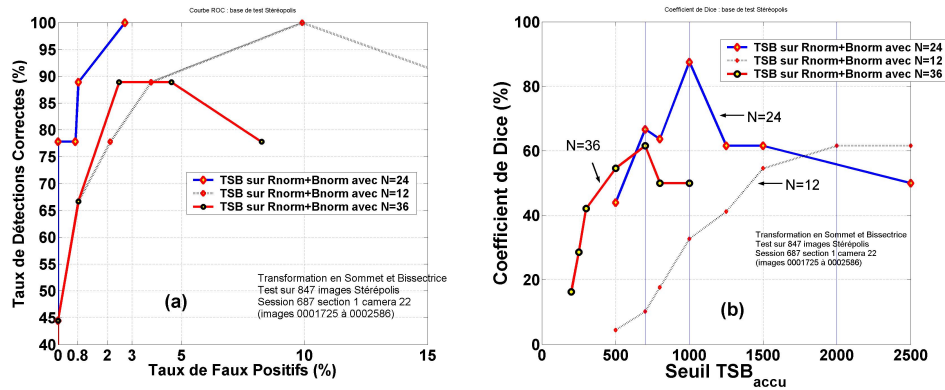 Courbe ROC : base de test Stéréopolis
100
95
90
85
80
75
70
65
60
55
50
45
40
Taux de Détections Correctes (%)
TSB sur Rnorm+Bnorm avec N=24
TSB sur Rnorm+Bnorm avec N=12
TSB sur Rnorm+Bnorm avec N=36
Transformation en Sommet et Bissectrice
Test sur 847 images Stérépolis
Session 687 section 1 camera 22
(images 0001725 à 0002586)
(a)
0 0.8 2 3 5 10 15
Taux de Faux Positifs (%)
Coefficient de Dice : base de test Stéréopolis
100
80
60
40
20
0
Coefficient de Dice (%)
TSB sur Rnorm+Bnorm avec N=24
TSB sur Rnorm+Bnorm avec N=12
TSB sur Rnorm+Bnorm avec N=36
N=24
N=36
N=12
Transformation en Sommet et Bissectrice
Test sur 847 images Stérépolis
Session 687 section 1 camera 22
(images 0001725 à 0002586)
(b)
0 500 1000 1500 2000 2500
Seuil TSBaccu